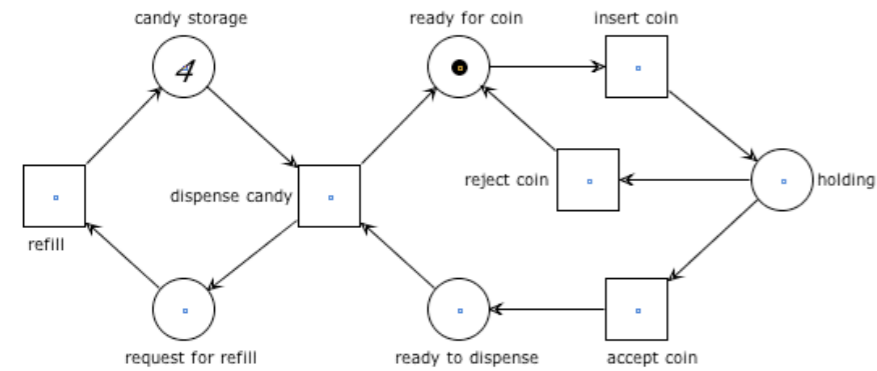 candy storage
ready for coin
insert coin
4
reject coin
holding
dispense candy
refill
request for refill
ready to dispense
accept coin